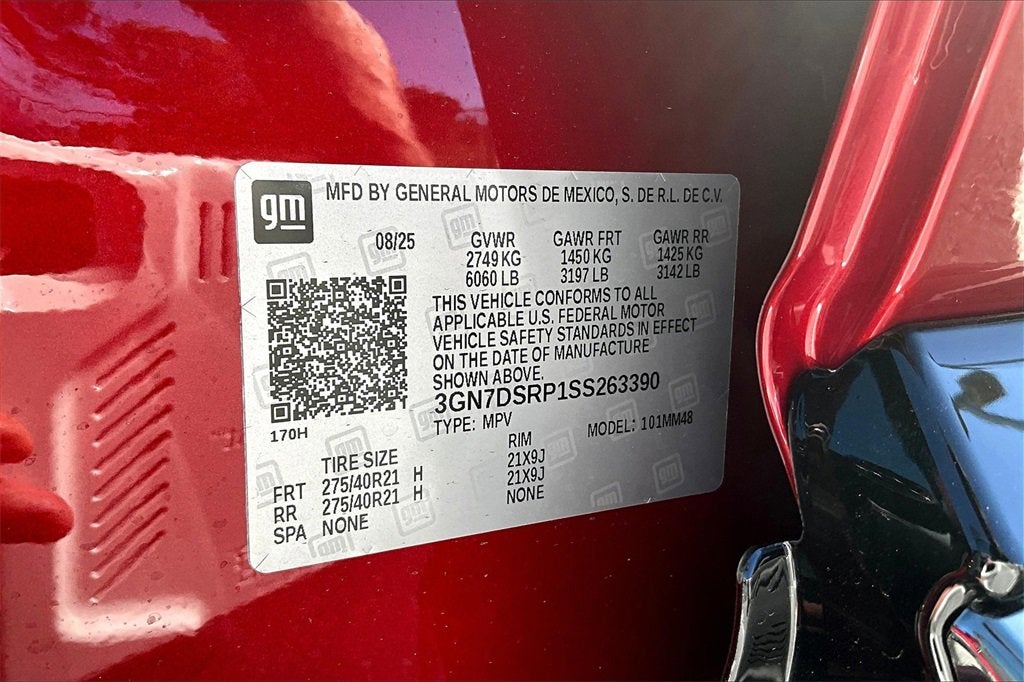 gm
MFD BY GENERAL MOTORS DE MEXICO, S. DE R.L. DE C.V.
08/25 GVWR GAWR FRT GAWR RR
2749 KG 1450 KG 1425 KG
6060 LB 3197 LB 3142 LB
THIS VEHICLE CONFORMS TO ALL
APPLICABLE U.S. FEDERAL MOTOR
VEHICLE SAFETY STANDARDS IN EFFECT
ON THE DATE OF MANUFACTURE
SHOWN ABOVE.
3GN7DSRP1SS263390
170H
TYPE: MPV MODEL: 101MM48
TIRE SIZE RIM
FRT 275/40R21 H 21X9J
RR 275/40R21 H 21X9J
SPA NONE NONE